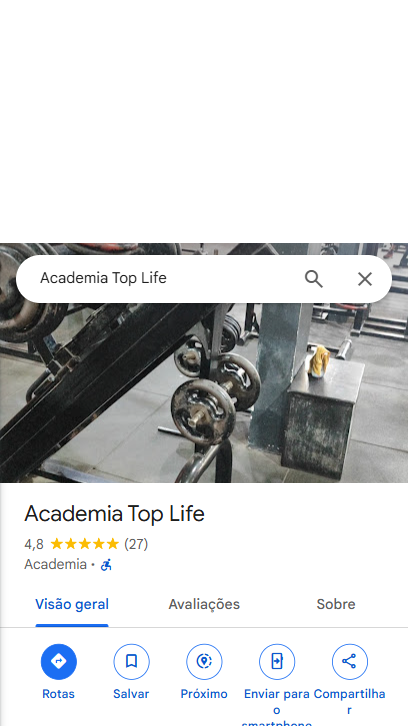 Academia Top Life
Academia Top Life
4,8 (27)
Academia ·
Visão geral Avaliações Sobre
Rotas Salvar Próximo Enviar para o smartphone Compartilhar